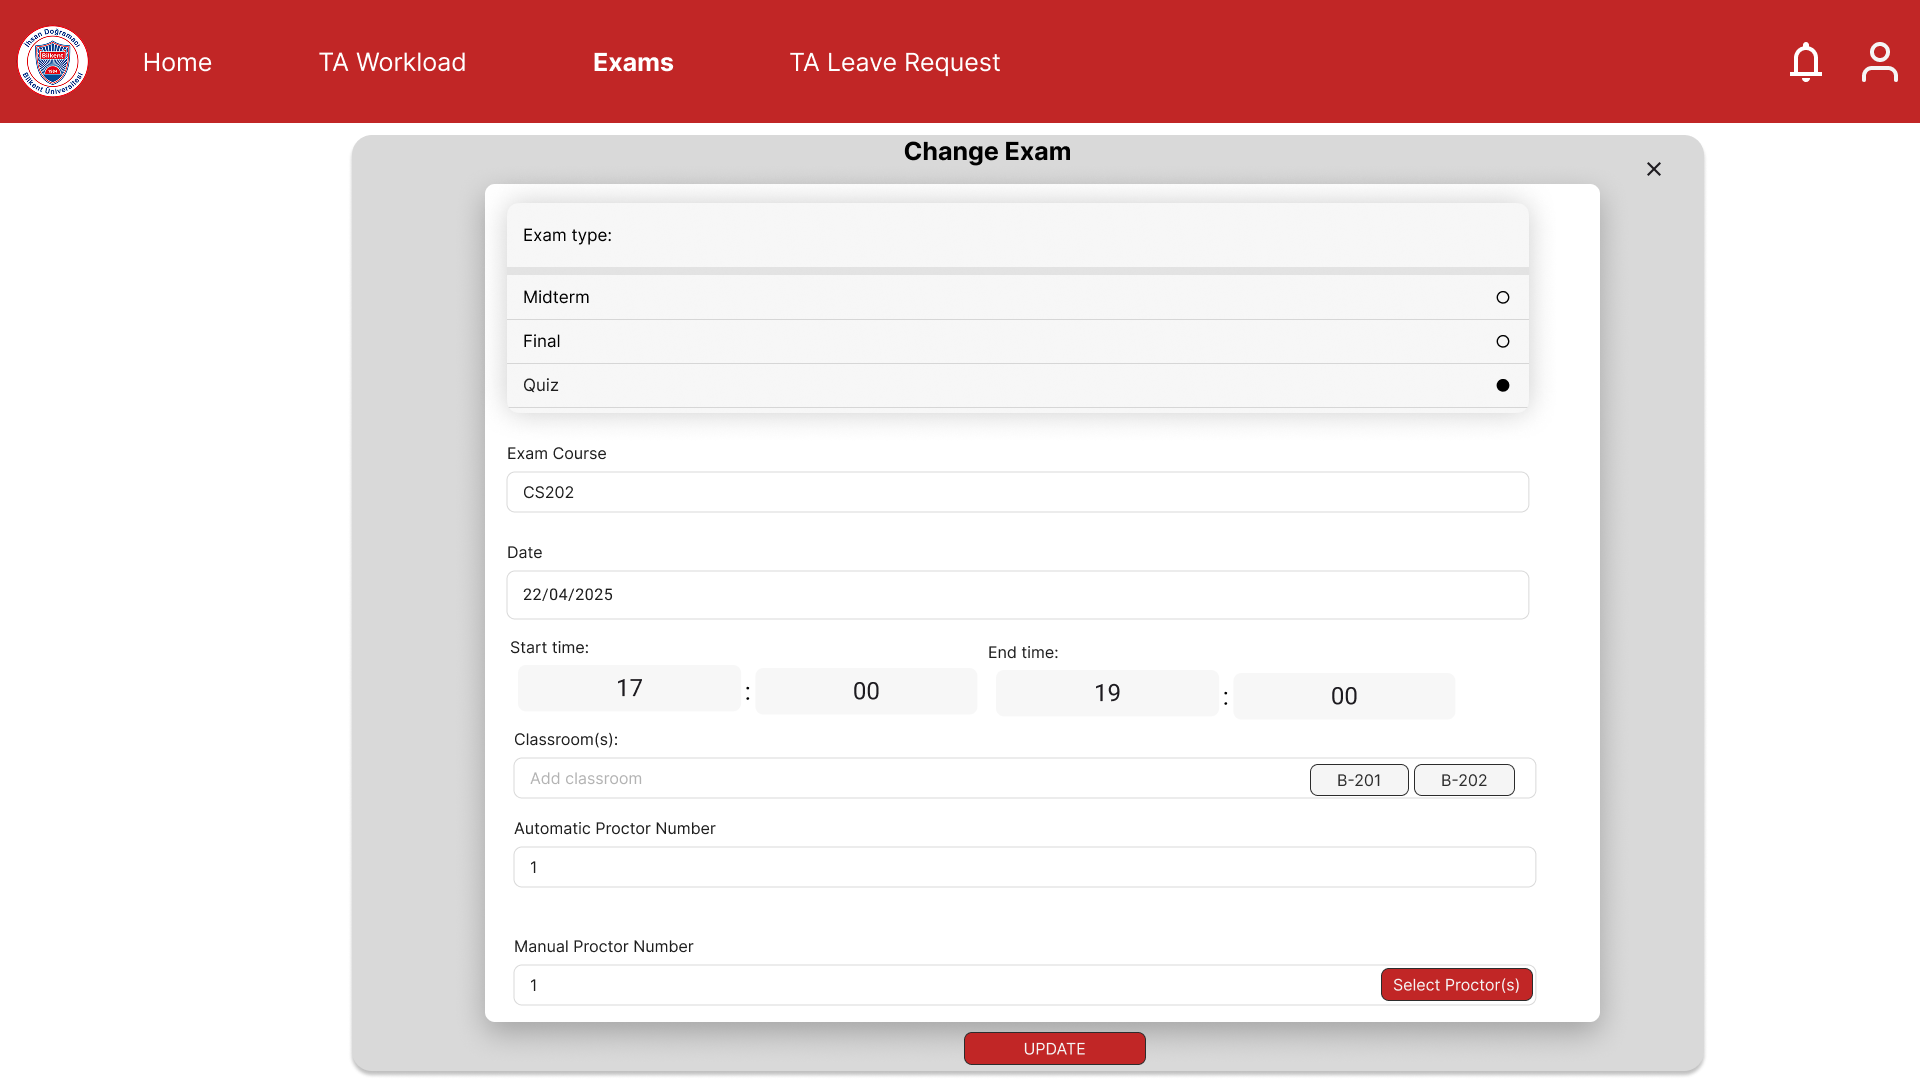 İhsan Doğramacı
Bilkent Üniversitesi
Home
TA Workload
Exams
TA Leave Request
Change Exam
Exam type:
Midterm
Final
Quiz
Exam Course
CS202
Date
22/04/2025
Start time:
End time:
17 : 00
19 : 00
Classroom(s):
Add classroom
B-201
B-202
Automatic Proctor Number
1
Manual Proctor Number
1
Select Proctor(s)
UPDATE